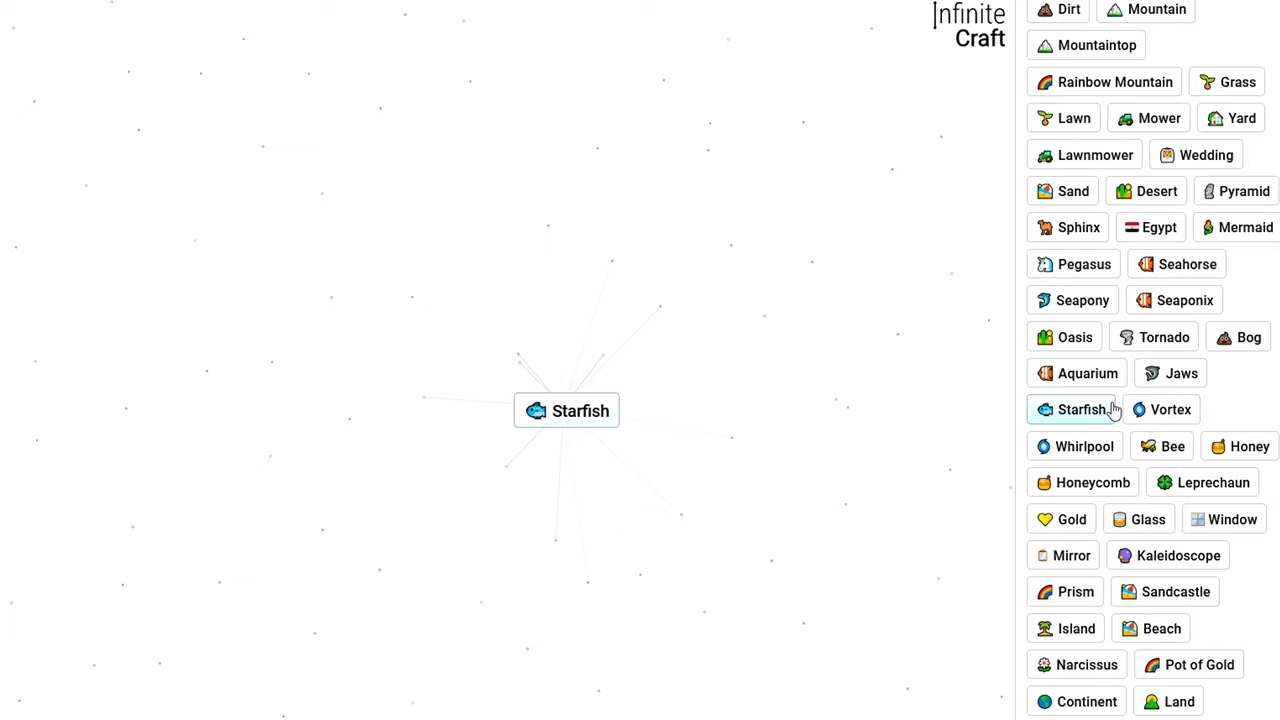 Infinite
Craft
Dirt Mountain
Mountaintop
Rainbow Mountain Grass
Lawn Mower Yard
Lawnmower Wedding
Sand Desert Pyramid
Sphinx Egypt Mermaid
Pegasus Seahorse
Seapony Seaponix
Oasis Tornado Bog
Aquarium Jaws
Starfish Vortex
Whirlpool Bee Honey
Honeycomb Leprechaun
Gold Glass Window
Mirror Kaleidoscope
Prism Sandcastle
Island Beach
Narcissus Pot of Gold
Continent Land
Starfish